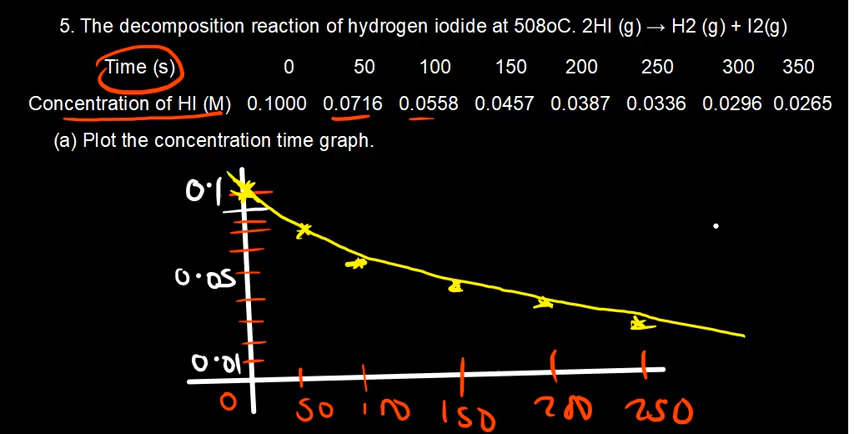 5. The decomposition reaction of hydrogen iodide at 508oC. 2HI (g) → H2 (g) + I2(g)
Time (s) 0 50 100 150 200 250 300 350
Concentration of HI (M) 0.1000 0.0716 0.0558 0.0457 0.0387 0.0336 0.0296 0.0265
(a) Plot the concentration time graph.
0.1
0.05
0.01
0 50 100 150 200 250